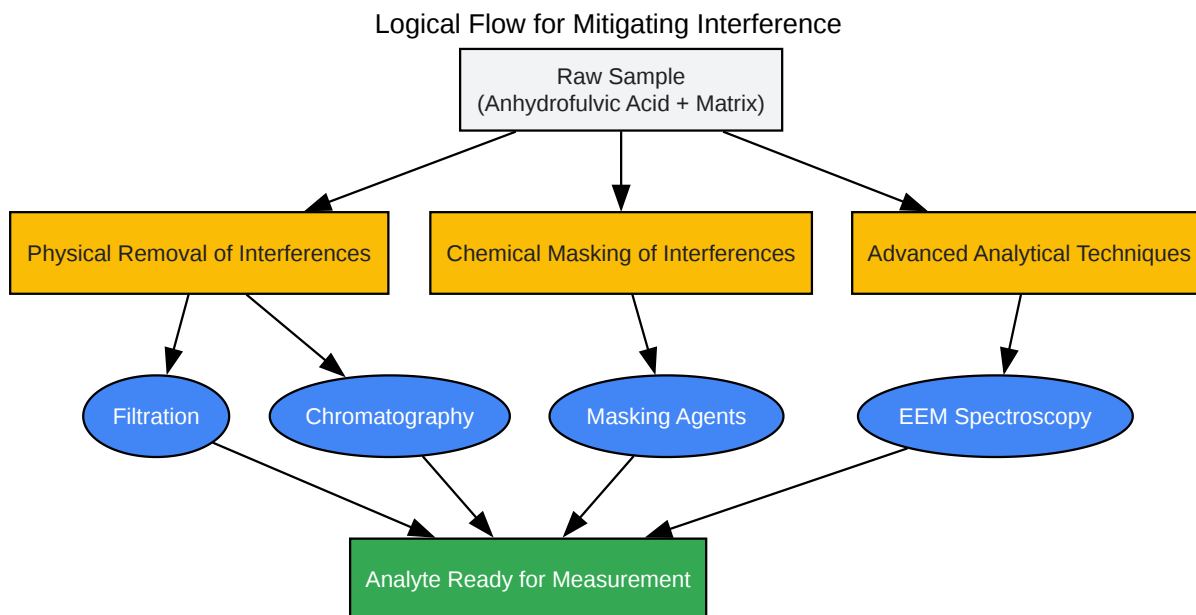 Logical Flow for Mitigating Interference
Raw Sample
(Anhydrofulvic Acid + Matrix)
Physical Removal of Interferences
Chemical Masking of Interferences
Advanced Analytical Techniques
Filtration
Chromatography
Masking Agents
EEM Spectroscopy
Analyte Ready for Measurement